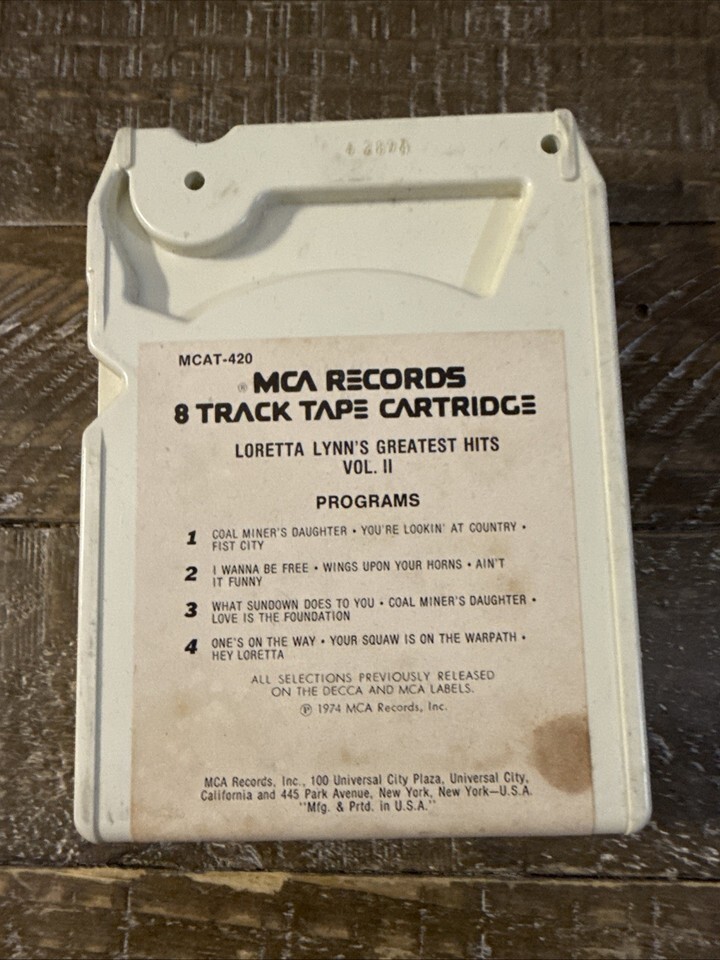 MCAT-420
® MCA RECORDS
8 TRACK TAPE CARTRIDGE
LORETTA LYNN'S GREATEST HITS
VOL. II
PROGRAMS
1 COAL MINER'S DAUGHTER • YOU'RE LOOKIN' AT COUNTRY •
FIST CITY
2 I WANNA BE FREE • WINGS UPON YOUR HORNS • AIN'T
IT FUNNY
3 WHAT SUNDOWN DOES TO YOU • COAL MINER'S DAUGHTER •
LOVE IS THE FOUNDATION
4 ONE'S ON THE WAY • YOUR SQUAW IS ON THE WARPATH •
HEY LORETTA
ALL SELECTIONS PREVIOUSLY RELEASED
ON THE DECCA AND MCA LABELS.
℗ 1974 MCA Records, Inc.
MCA Records, Inc., 100 Universal City Plaza, Universal City,
California and 445 Park Avenue, New York, New York—U.S.A.
"Mfg. & Prtd. in U.S.A."